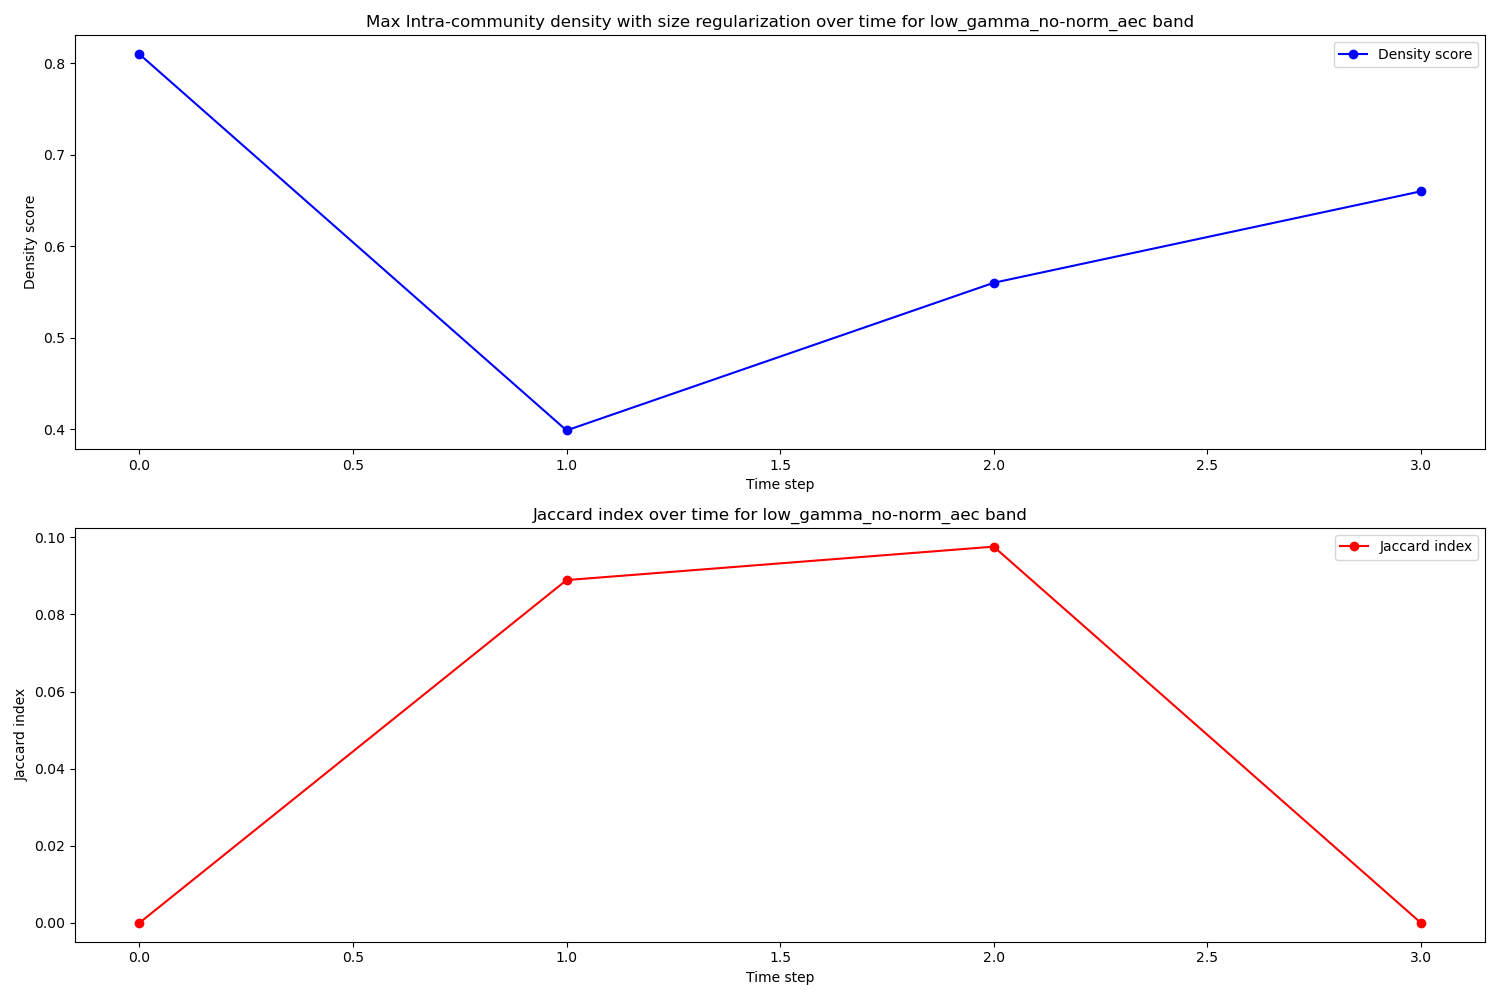 Max Intra-community density with size regularization over time for low_gamma_no-norm_aec band
Density score
0.8
0.7
0.6
0.5
0.4
Density score
0.0 0.5 1.0 1.5 2.0 2.5 3.0
Time step
Jaccard index over time for low_gamma_no-norm_aec band
Jaccard index
0.10
0.08
0.06
0.04
0.02
0.00
Jaccard index
0.0 0.5 1.0 1.5 2.0 2.5 3.0
Time step